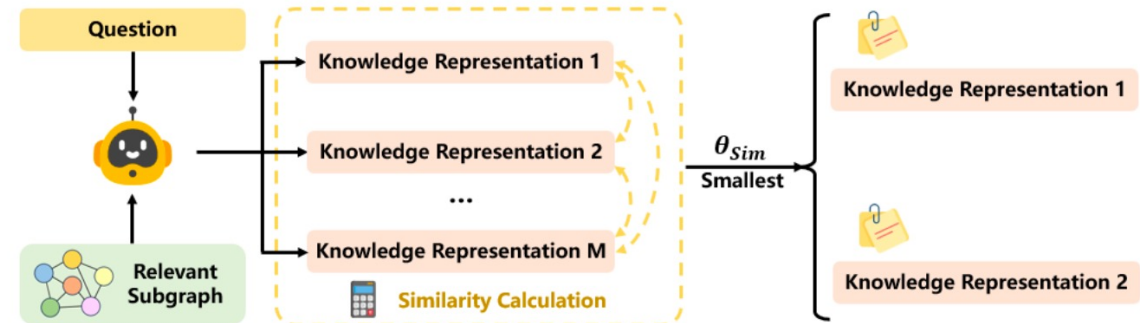 Question
Relevant
Subgraph
Knowledge Representation 1
Knowledge Representation 2
...
Knowledge Representation M
Similarity Calculation
θ_Sim
Smallest
Knowledge Representation 1
Knowledge Representation 2